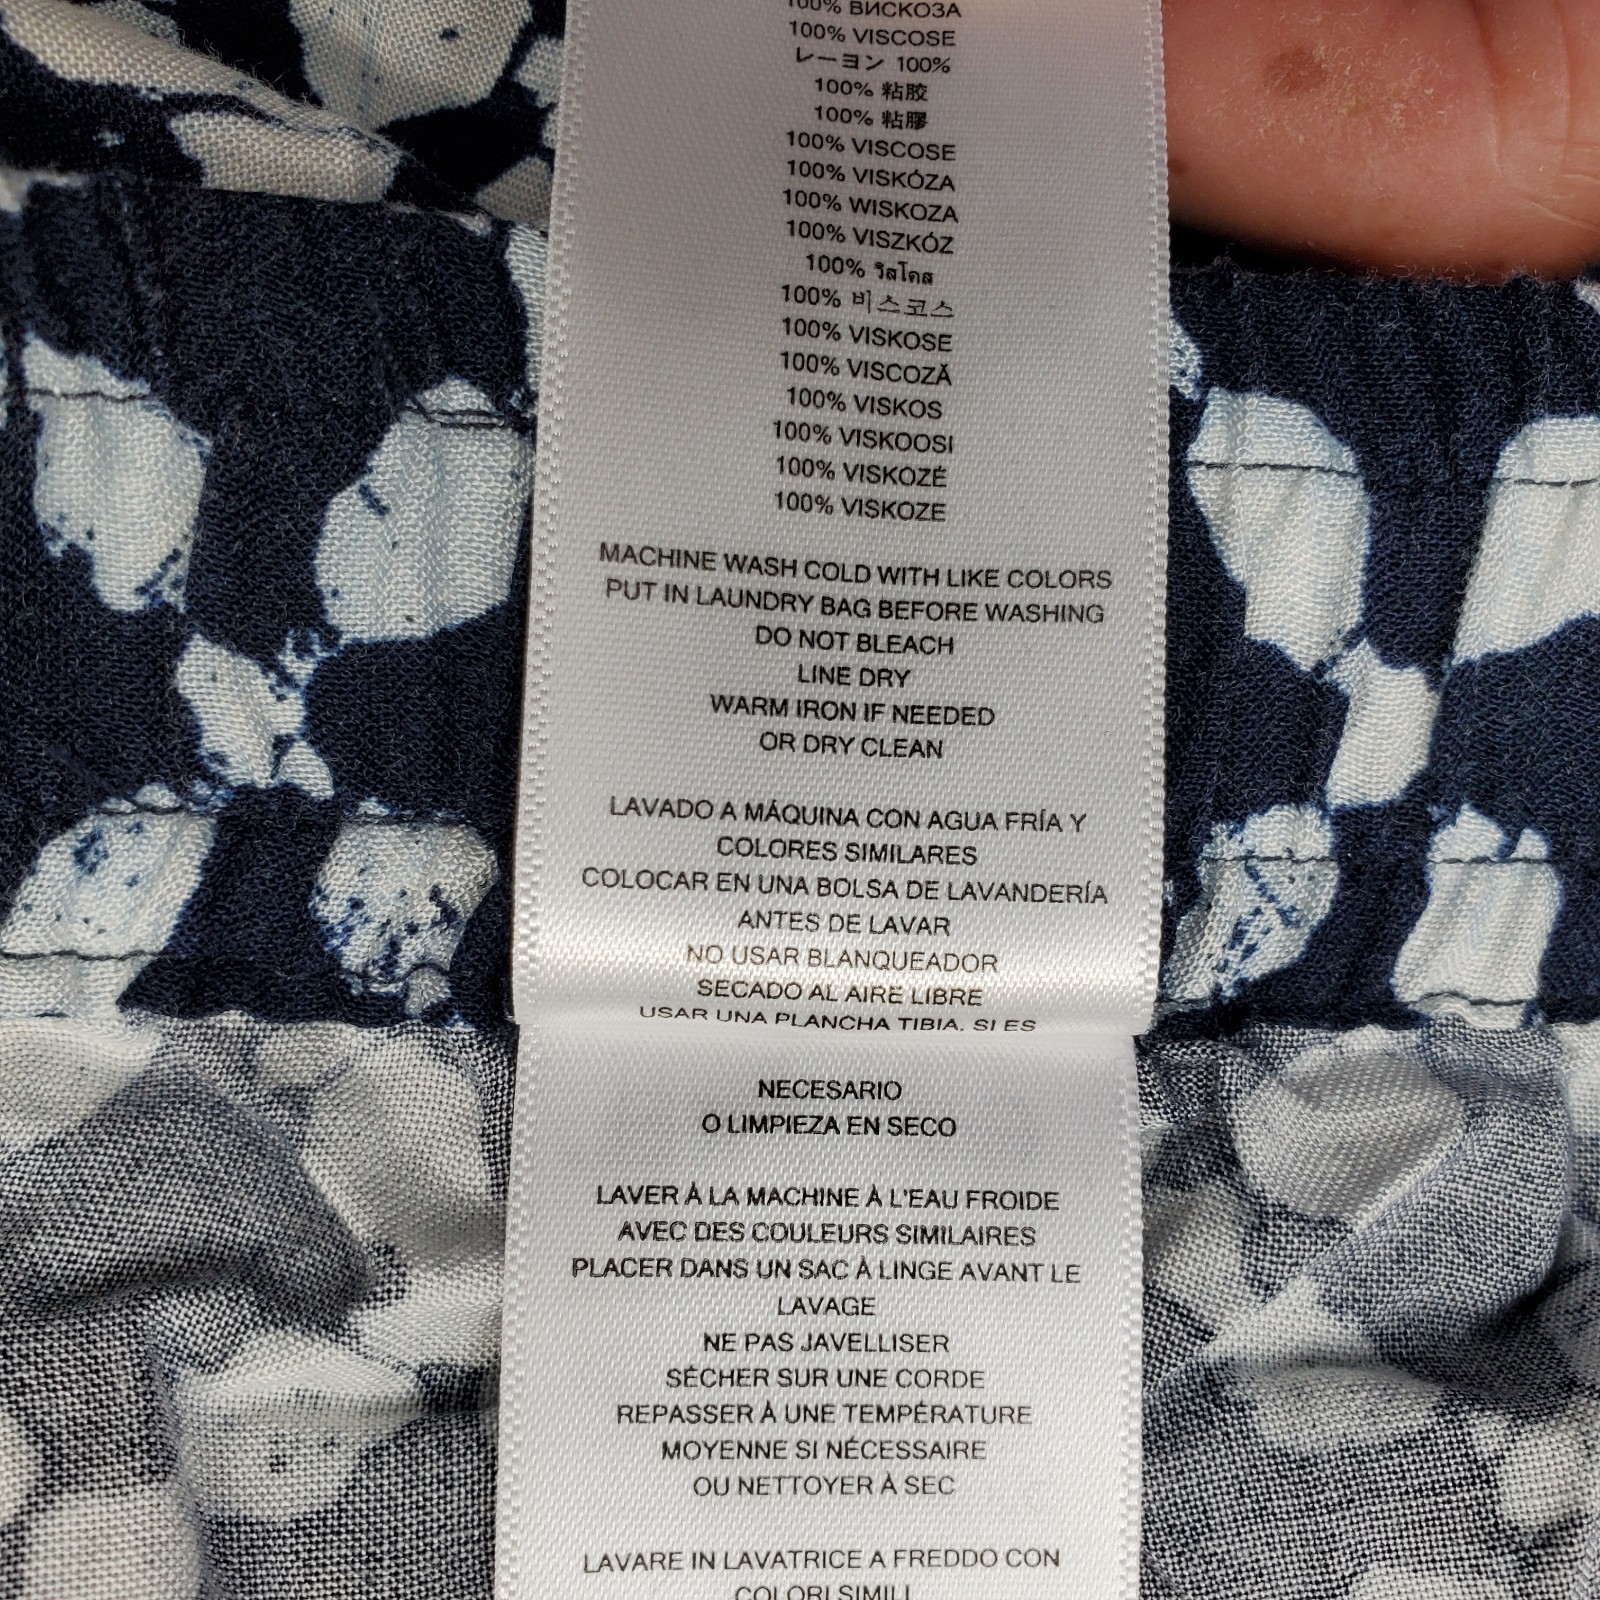 100% ВИСКОЗА
100% VISCOSE
レーヨン 100%
100% 粘胶
100% 粘膠
100% VISCOSE
100% VISKÓZA
100% WISKOZA
100% VISZKÓZ
100% วิสโคส
100% 비스코스
100% VISKOSE
100% VISCOZĂ
100% VISKOS
100% VISKOOSI
100% VISKOZĖ
100% VISKOZE
MACHINE WASH COLD WITH LIKE COLORS
PUT IN LAUNDRY BAG BEFORE WASHING
DO NOT BLEACH
LINE DRY
WARM IRON IF NEEDED
OR DRY CLEAN
LAVADO A MÁQUINA CON AGUA FRÍA Y
COLORES SIMILARES
COLOCAR EN UNA BOLSA DE LAVANDERÍA
ANTES DE LAVAR
NO USAR BLANQUEADOR
SECADO AL AIRE LIBRE
USAR UNA PLANCHA TIBIA, SI ES
NECESARIO
O LIMPIEZA EN SECO
LAVER À LA MACHINE À L'EAU FROIDE
AVEC DES COULEURS SIMILAIRES
PLACER DANS UN SAC À LINGE AVANT LE
LAVAGE
NE PAS JAVELLISER
SÉCHER SUR UNE CORDE
REPASSER À UNE TEMPÉRATURE
MOYENNE SI NÉCESSAIRE
OU NETTOYER À SEC
LAVARE IN LAVATRICE A FREDDO CON
COLORI SIMILI